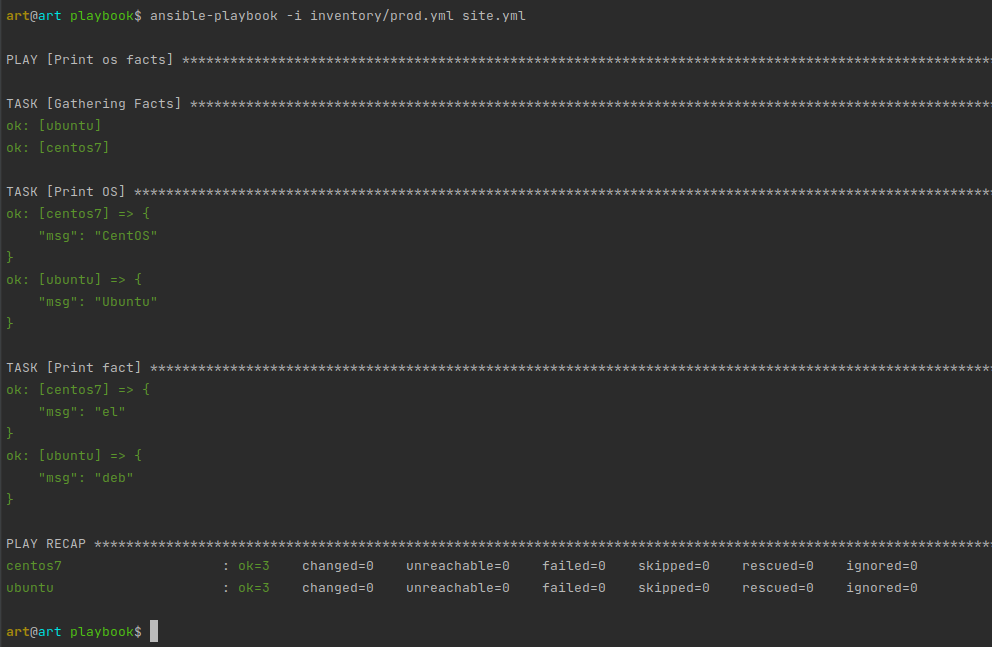 art@art playbook$ ansible-playbook -i inventory/prod.yml site.yml
PLAY [Print os facts] *****************************************************************************************************
TASK [Gathering Facts] ****************************************************************************************************
ok: [ubuntu]
ok: [centos7]
TASK [Print OS] ***********************************************************************************************************
ok: [centos7] => {
    "msg": "CentOS"
}
ok: [ubuntu] => {
    "msg": "Ubuntu"
}
TASK [Print fact] *********************************************************************************************************
ok: [centos7] => {
    "msg": "el"
}
ok: [ubuntu] => {
    "msg": "deb"
}
PLAY RECAP ****************************************************************************************************************
centos7                    : ok=3    changed=0    unreachable=0    failed=0    skipped=0    rescued=0    ignored=0
ubuntu                     : ok=3    changed=0    unreachable=0    failed=0    skipped=0    rescued=0    ignored=0
art@art playbook$